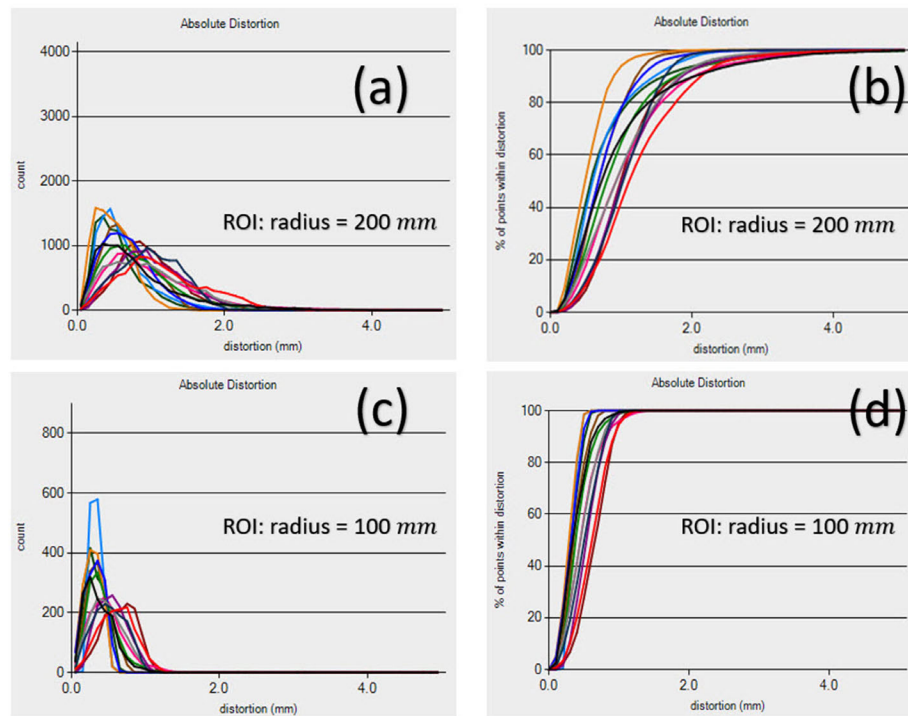 Absolute Distortion
4000
3000
2000
1000
0
count
(a)
ROI: radius = 200 mm
0.0
2.0
4.0
distortion (mm)
Absolute Distortion
100
80
60
40
20
0
% of points within distortion
(b)
ROI: radius = 200 mm
0.0
2.0
4.0
distortion (mm)
Absolute Distortion
800
600
400
200
0
count
(c)
ROI: radius = 100 mm
0.0
2.0
4.0
distortion (mm)
Absolute Distortion
100
80
60
40
20
0
% of points within distortion
(d)
ROI: radius = 100 mm
0.0
2.0
4.0
distortion (mm)